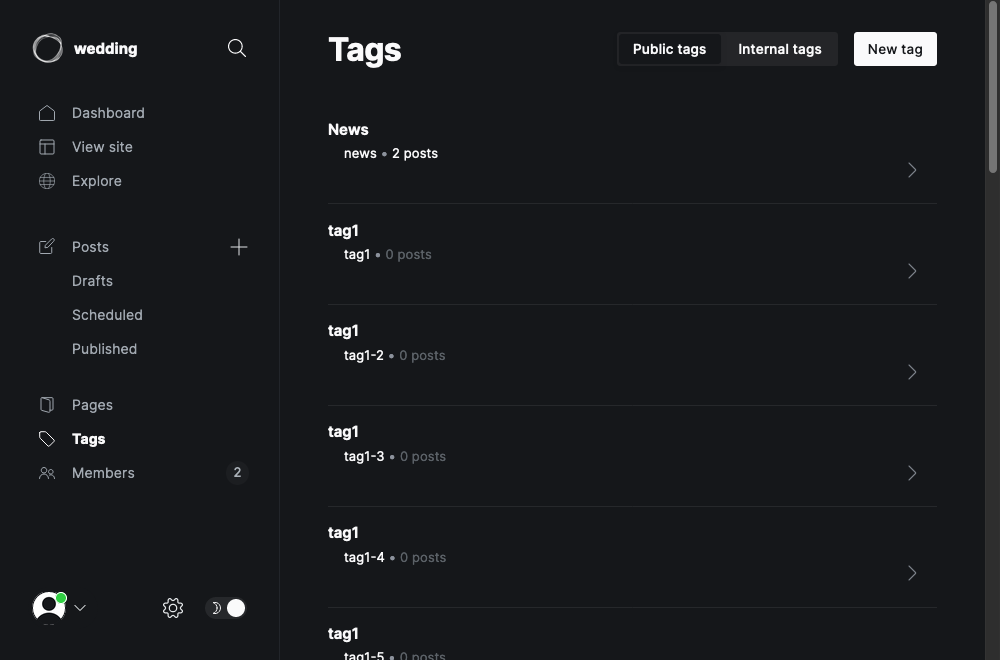 wedding
Dashboard
View site
Explore
Posts
Drafts
Scheduled
Published
Pages
Tags
Members 2
Tags
Public tags Internal tags New tag
News
news • 2 posts
tag1
tag1 • 0 posts
tag1
tag1-2 • 0 posts
tag1
tag1-3 • 0 posts
tag1
tag1-4 • 0 posts
tag1
tag1-5 • 0 posts